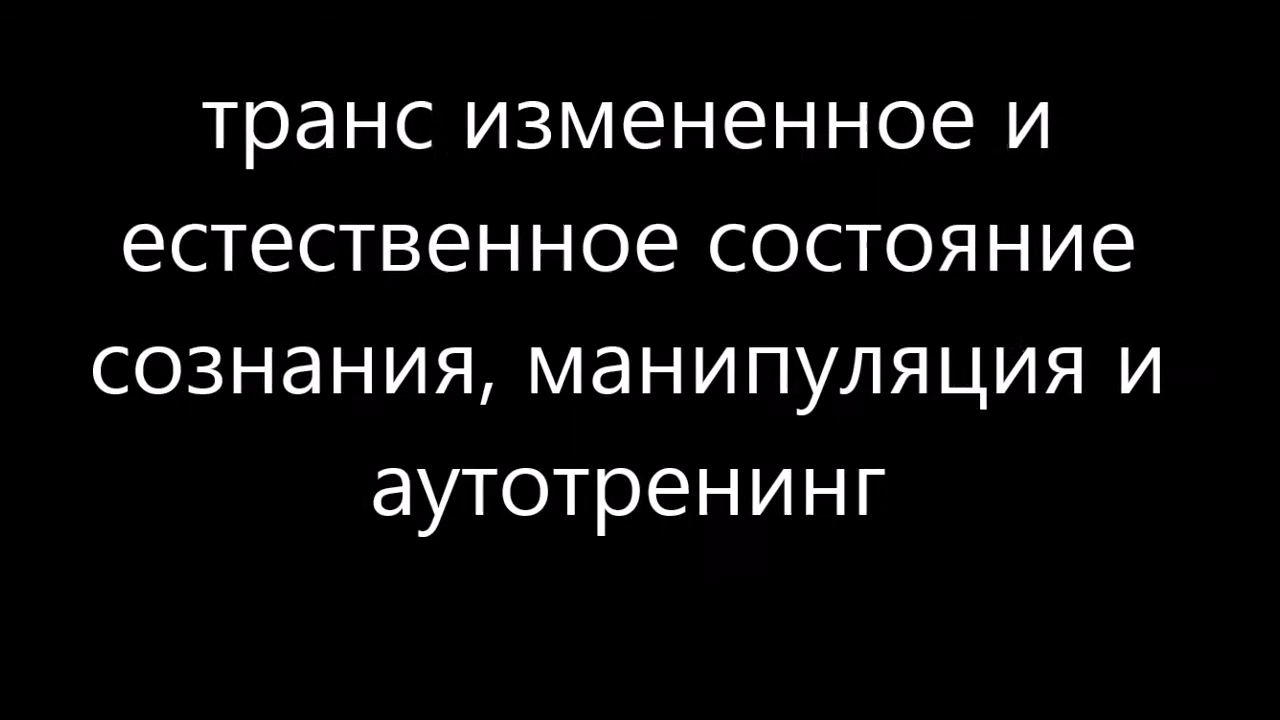 транс измененное и
естественное состояние
сознания, манипуляция и
аутотренинг